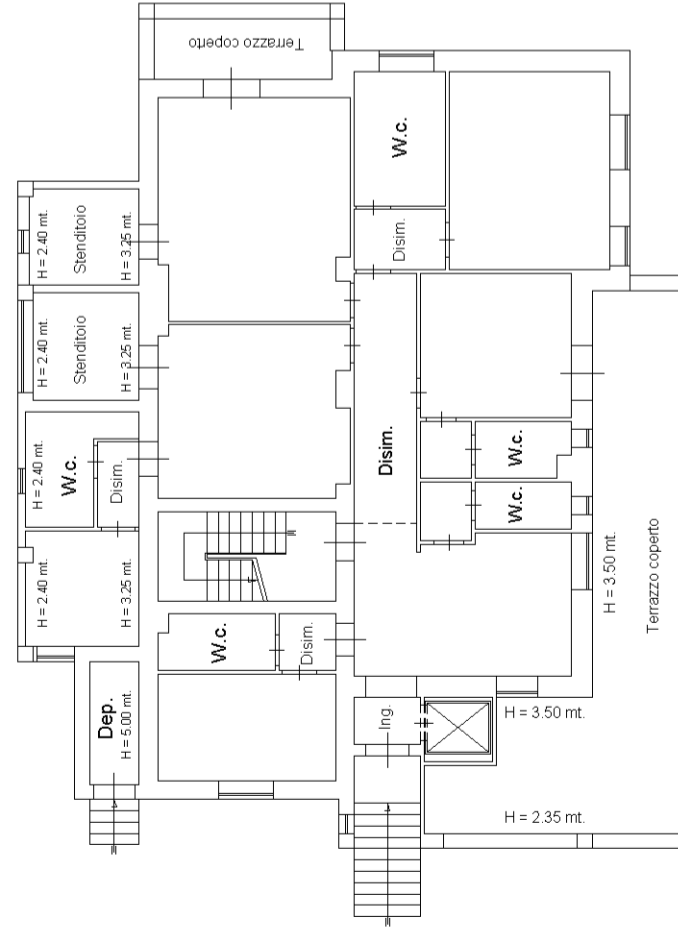 Terrazzo coperto
H = 2.40 mt.
Stenditoio
H = 3.25 mt.
W.c.
Disim.
H = 2.40 mt.
Stenditoio
H = 3.25 mt.
H = 2.40 mt.
W.c.
Disim.
Disim.
W.c.
W.c.
H = 2.40 mt.
H = 3.25 mt.
W.c.
Disim.
H = 3.50 mt.
Terrazzo coperto
Dep.
H = 5.00 mt.
Ing.
H = 3.50 mt.
H = 2.35 mt.